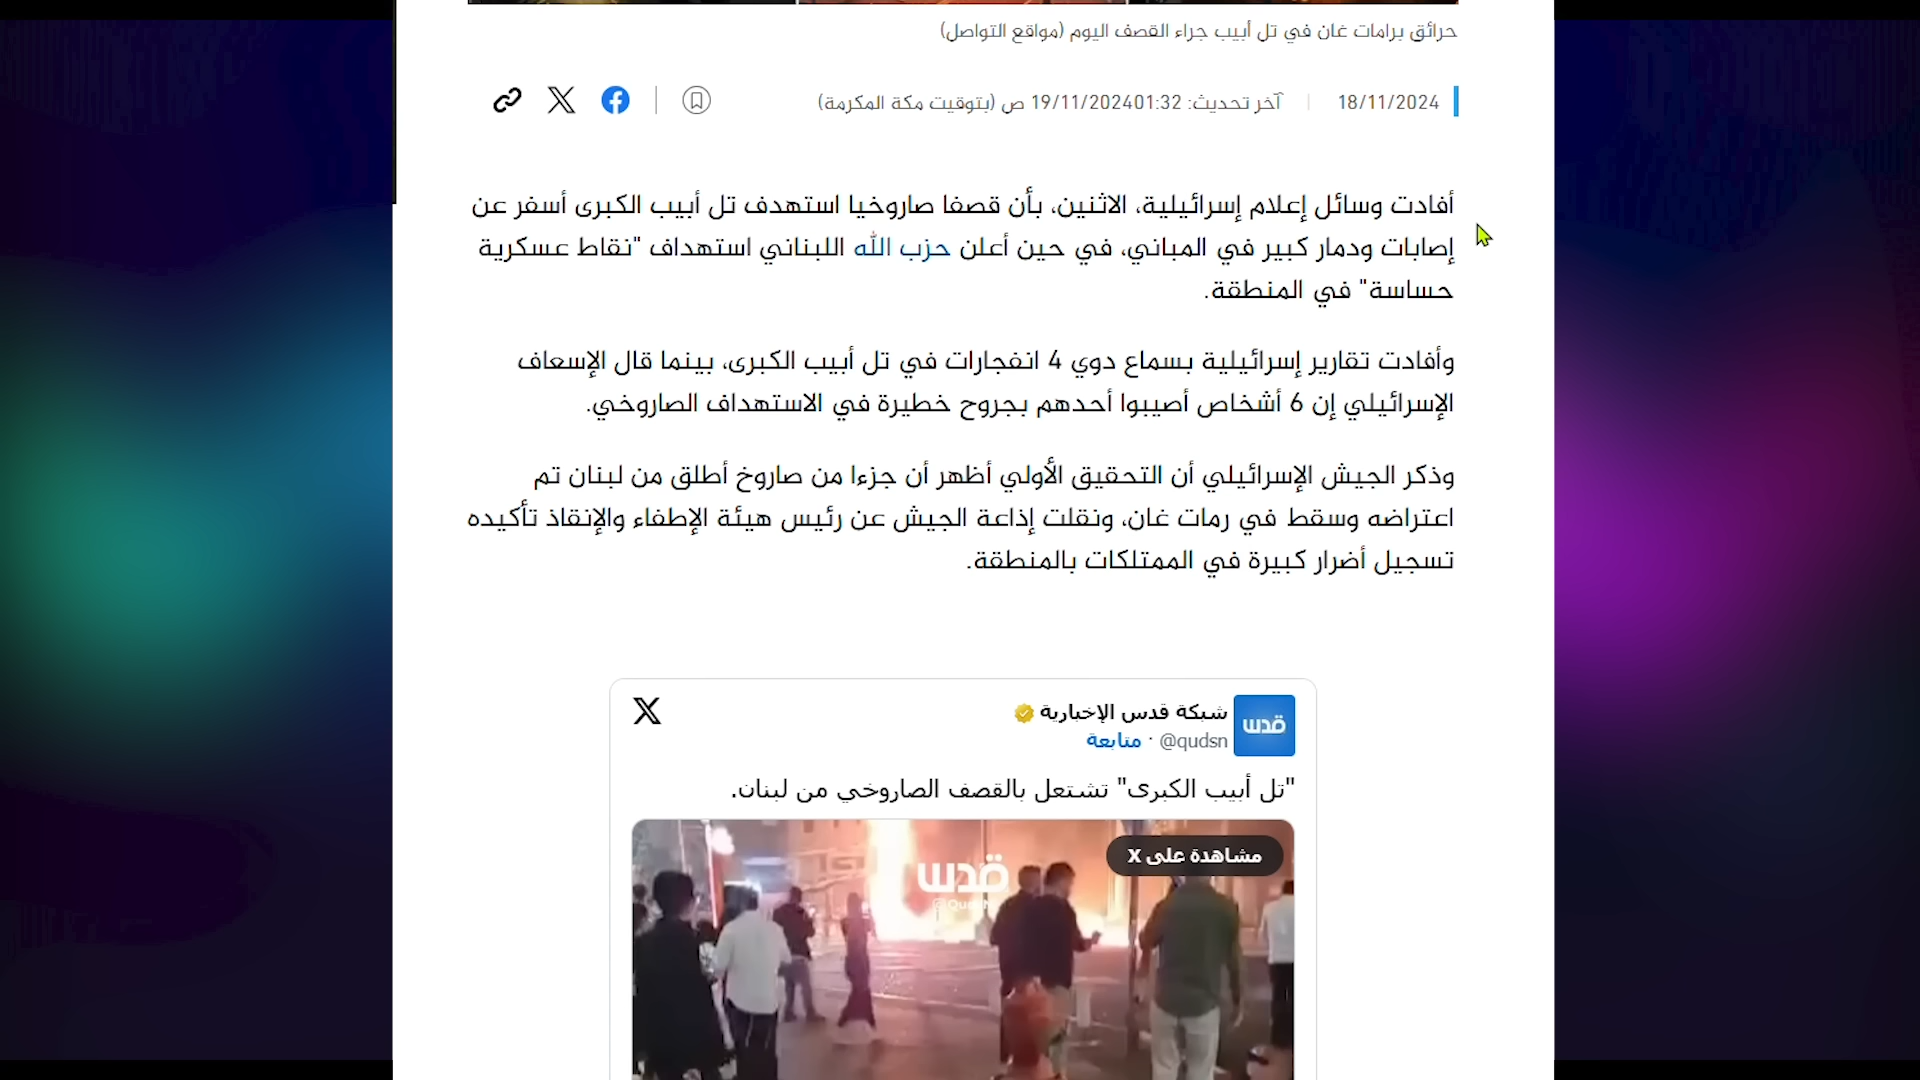 حرائق برامات غان في تل أبيب جراء القصف اليوم (مواقع التواصل)
18/11/2024 | آخر تحديث: 19/11/202401:32 ص (بتوقيت مكة المكرمة)
أفادت وسائل إعلام إسرائيلية، الاثنين، بأن قصفا صاروخيا استهدف تل أبيب الكبرى أسفر عن
إصابات ودمار كبير في المباني، في حين أعلن حزب الله اللبناني استهداف "نقاط عسكرية
حساسة" في المنطقة.
وأفادت تقارير إسرائيلية بسماع دوي 4 انفجارات في تل أبيب الكبرى، بينما قال الإسعاف
الإسرائيلي إن 6 أشخاص أصيبوا أحدهم بجروح خطيرة في الاستهداف الصاروخي.
وذكر الجيش الإسرائيلي أن التحقيق الأولي أظهر أن جزءا من صاروخ أطلق من لبنان تم
اعتراضه وسقط في رمات غان، ونقلت إذاعة الجيش عن رئيس هيئة الإطفاء والإنقاذ تأكيده
تسجيل أضرار كبيرة في الممتلكات بالمنطقة.
قدس
شبكة قدس الإخبارية
@qudsn · متابعة
"تل أبيب الكبرى" تشتعل بالقصف الصاروخي من لبنان.
مشاهدة على X
قدس